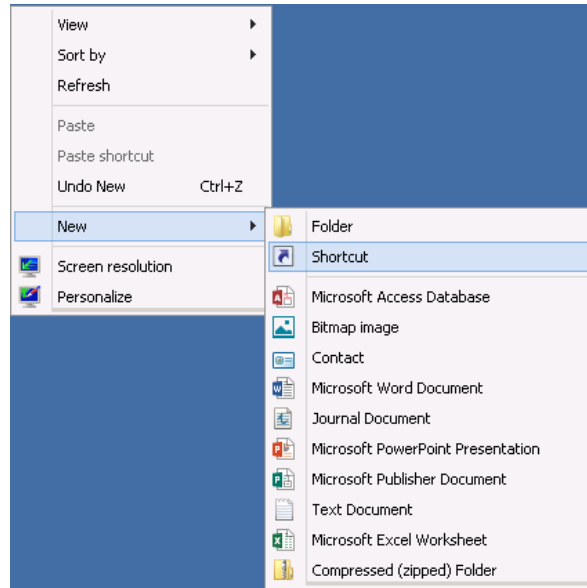 View
Sort by
Refresh
Paste
Paste shortcut
Undo New Ctrl+Z
New
Screen resolution
Personalize
Folder
Shortcut
Microsoft Access Database
Bitmap image
Contact
Microsoft Word Document
Journal Document
Microsoft PowerPoint Presentation
Microsoft Publisher Document
Text Document
Microsoft Excel Worksheet
Compressed (zipped) Folder